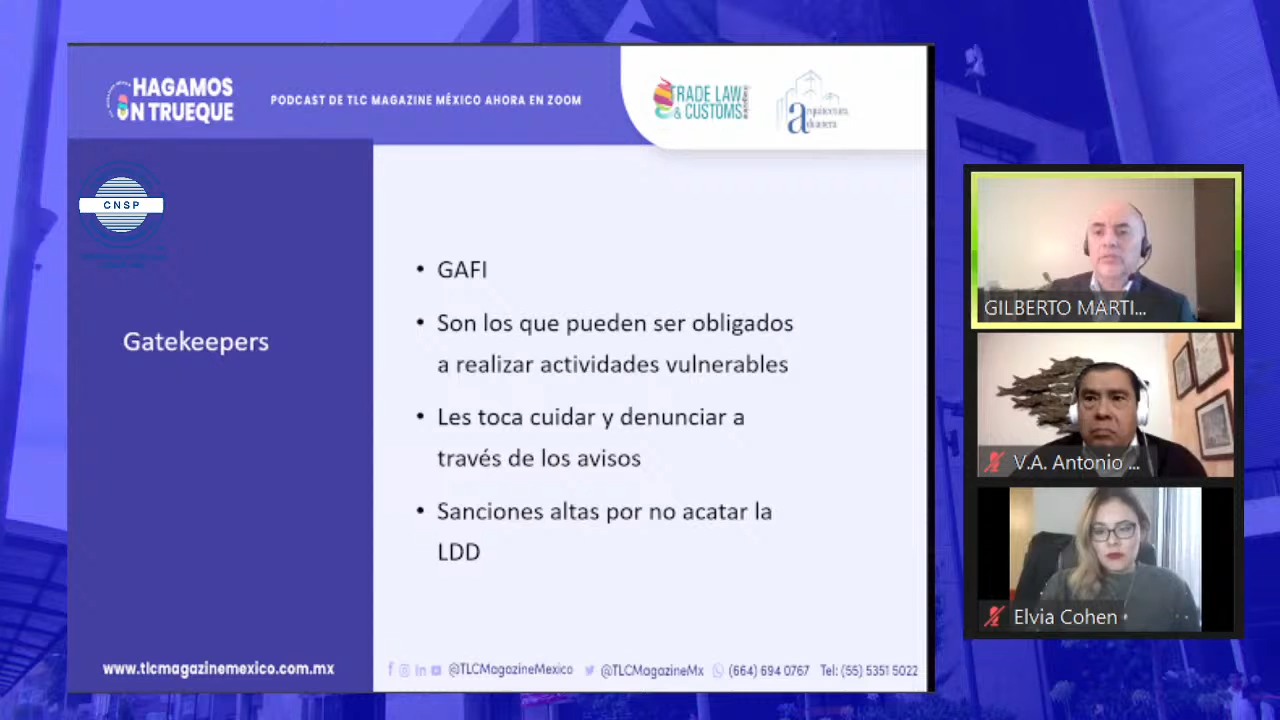 HAGAMOS
UN TRUEQUE
PODCAST DE TLC MAGAZINE MÉXICO AHORA EN ZOOM
TRADE LAW
& CUSTOMS
arquitectura
aduanera
CNSP
Gatekeepers
• GAFI
• Son los que pueden ser obligados
a realizar actividades vulnerables
• Les toca cuidar y denunciar a
través de los avisos
• Sanciones altas por no acatar la
LDD
www.tlcmagazinemexico.com.mx
@TLCMagazineMexico
@TLCMagazineMx
(664) 694 0767
Tel: (55) 5351 5022
GILBERTO MARTI...
V.A. Antonio ...
Elvia Cohen